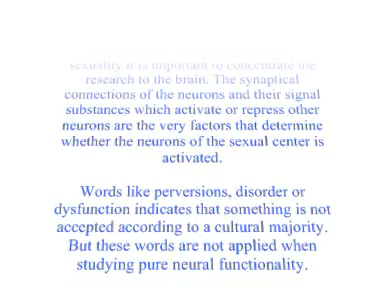 sexuality it is important to concentrate the
research to the brain. The synaptical
connections of the neurons and their signal
substances which activate or repress other
neurons are the very factors that determine
whether the neurons of the sexual center is
activated.
Words like perversions, disorder or
dysfunction indicates that something is not
accepted according to a cultural majority.
But these words are not applied when
studying pure neural functionality.